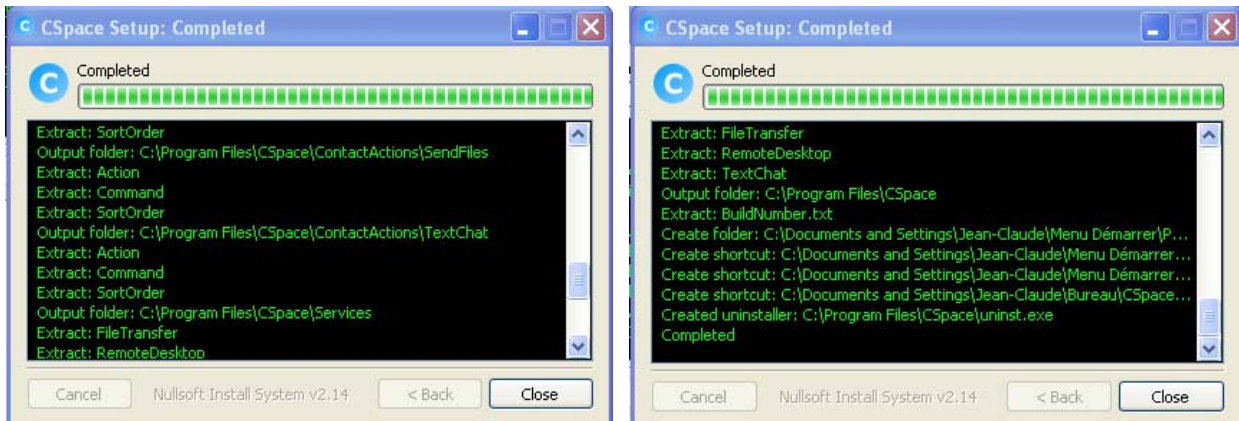 CSpace Setup: Completed
Completed
Extract: SortOrder
Output folder: C:\Program Files\CSpace\ContactActions\SendFiles
Extract: Action
Extract: Command
Extract: SortOrder
Output folder: C:\Program Files\CSpace\ContactActions\TextChat
Extract: Action
Extract: Command
Extract: SortOrder
Output folder: C:\Program Files\CSpace\Services
Extract: FileTransfer
Extract: RemoteDesktop
Cancel
Nullsoft Install System v2.14
< Back
Close
CSpace Setup: Completed
Completed
Extract: FileTransfer
Extract: RemoteDesktop
Extract: TextChat
Output folder: C:\Program Files\CSpace
Extract: BuildNumber.txt
Create folder: C:\Documents and Settings\Jean-Claude\Menu Démarrer\P...
Create shortcut: C:\Documents and Settings\Jean-Claude\Menu Démarrer...
Create shortcut: C:\Documents and Settings\Jean-Claude\Menu Démarrer...
Create shortcut: C:\Documents and Settings\Jean-Claude\Bureau\CSpace...
Created uninstaller: C:\Program Files\CSpace\uninst.exe
Completed
Cancel
Nullsoft Install System v2.14
< Back
Close